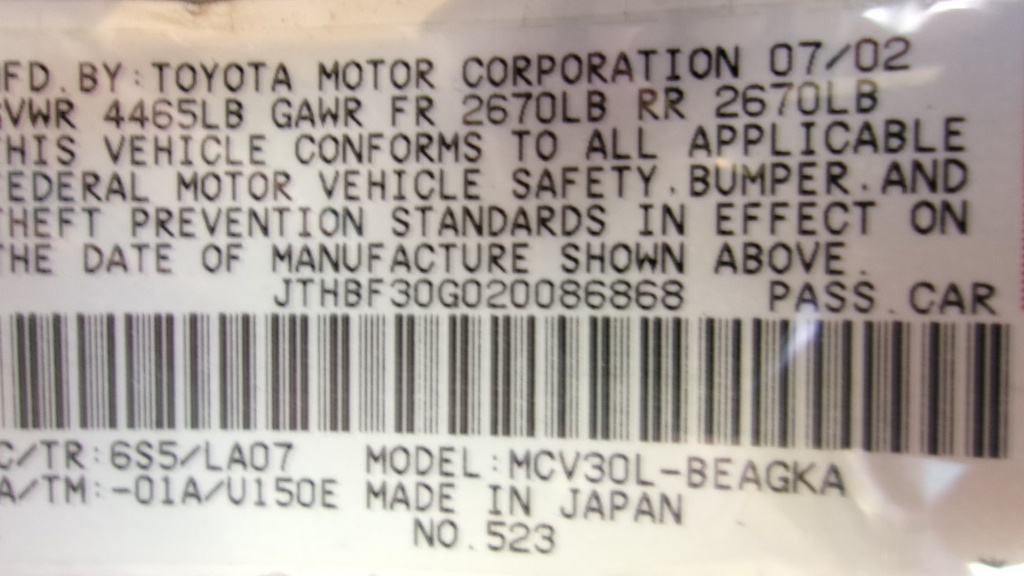 FD. BY: TOYOTA MOTOR CORPORATION 07/02
VWR 4465LB GAWR FR 2670LB RR 2670LB
HIS VEHICLE CONFORMS TO ALL APPLICABLE
EDERAL MOTOR VEHICLE SAFETY. BUMPER. AND
HEFT PREVENTION STANDARDS IN EFFECT ON
HE DATE OF MANUFACTURE SHOWN ABOVE.
JTHBF30G020086868 PASS. CAR
C/TR: 6S5/LA07 MODEL: MCV30L-BEAGKA
A/TM: -01A/U150E MADE IN JAPAN
NO. 523